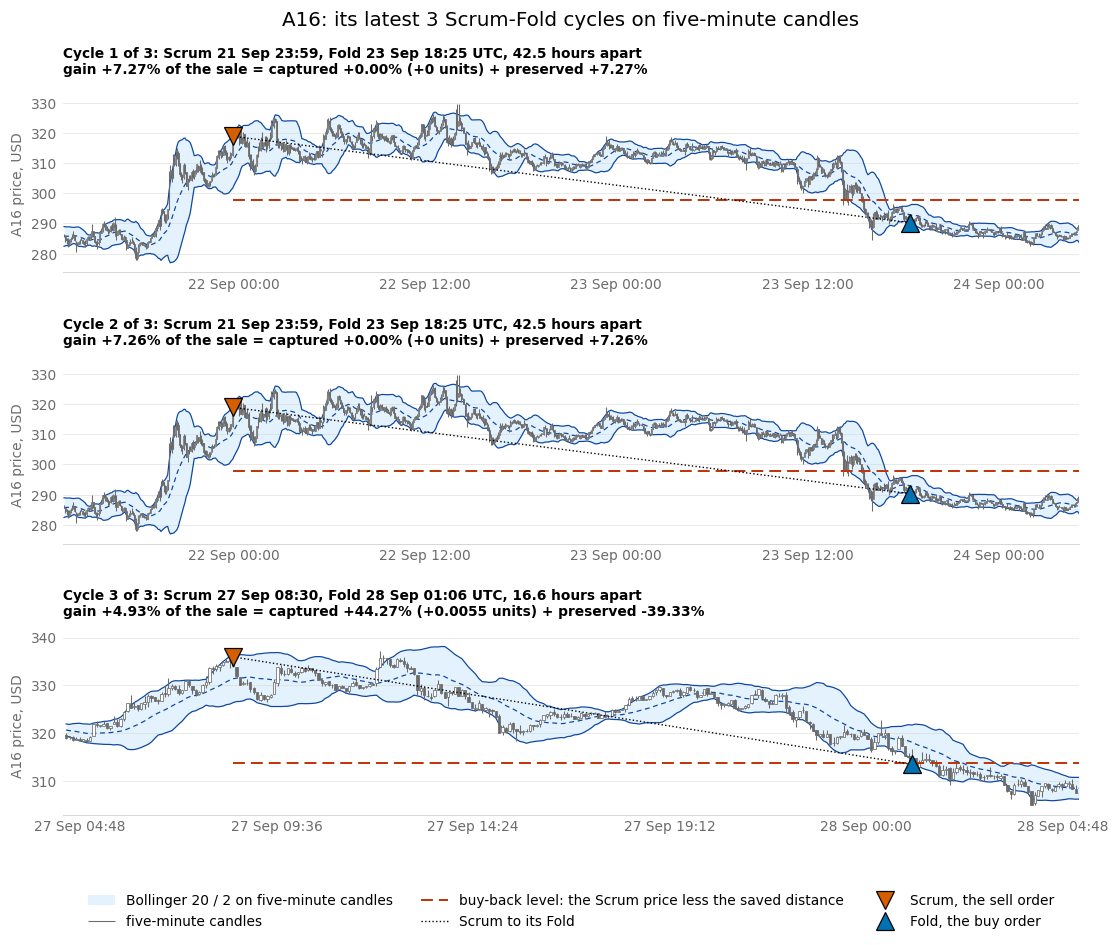 A16: its latest 3 Scrum-Fold cycles on five-minute candles
Cycle 1 of 3: Scrum 21 Sep 23:59, Fold 23 Sep 18:25 UTC, 42.5 hours apart
gain +7.27% of the sale = captured +0.00% (+0 units) + preserved +7.27%
A16 price, USD
330
320
310
300
290
280
22 Sep 00:00
22 Sep 12:00
23 Sep 00:00
23 Sep 12:00
24 Sep 00:00
Cycle 2 of 3: Scrum 21 Sep 23:59, Fold 23 Sep 18:25 UTC, 42.5 hours apart
gain +7.26% of the sale = captured +0.00% (+0 units) + preserved +7.26%
A16 price, USD
330
320
310
300
290
280
22 Sep 00:00
22 Sep 12:00
23 Sep 00:00
23 Sep 12:00
24 Sep 00:00
Cycle 3 of 3: Scrum 27 Sep 08:30, Fold 28 Sep 01:06 UTC, 16.6 hours apart
gain +4.93% of the sale = captured +44.27% (+0.0055 units) + preserved -39.33%
A16 price, USD
340
330
320
310
27 Sep 04:48
27 Sep 09:36
27 Sep 14:24
27 Sep 19:12
28 Sep 00:00
28 Sep 04:48
Bollinger 20 / 2 on five-minute candles
five-minute candles
buy-back level: the Scrum price less the saved distance
Scrum to its Fold
Scrum, the sell order
Fold, the buy order